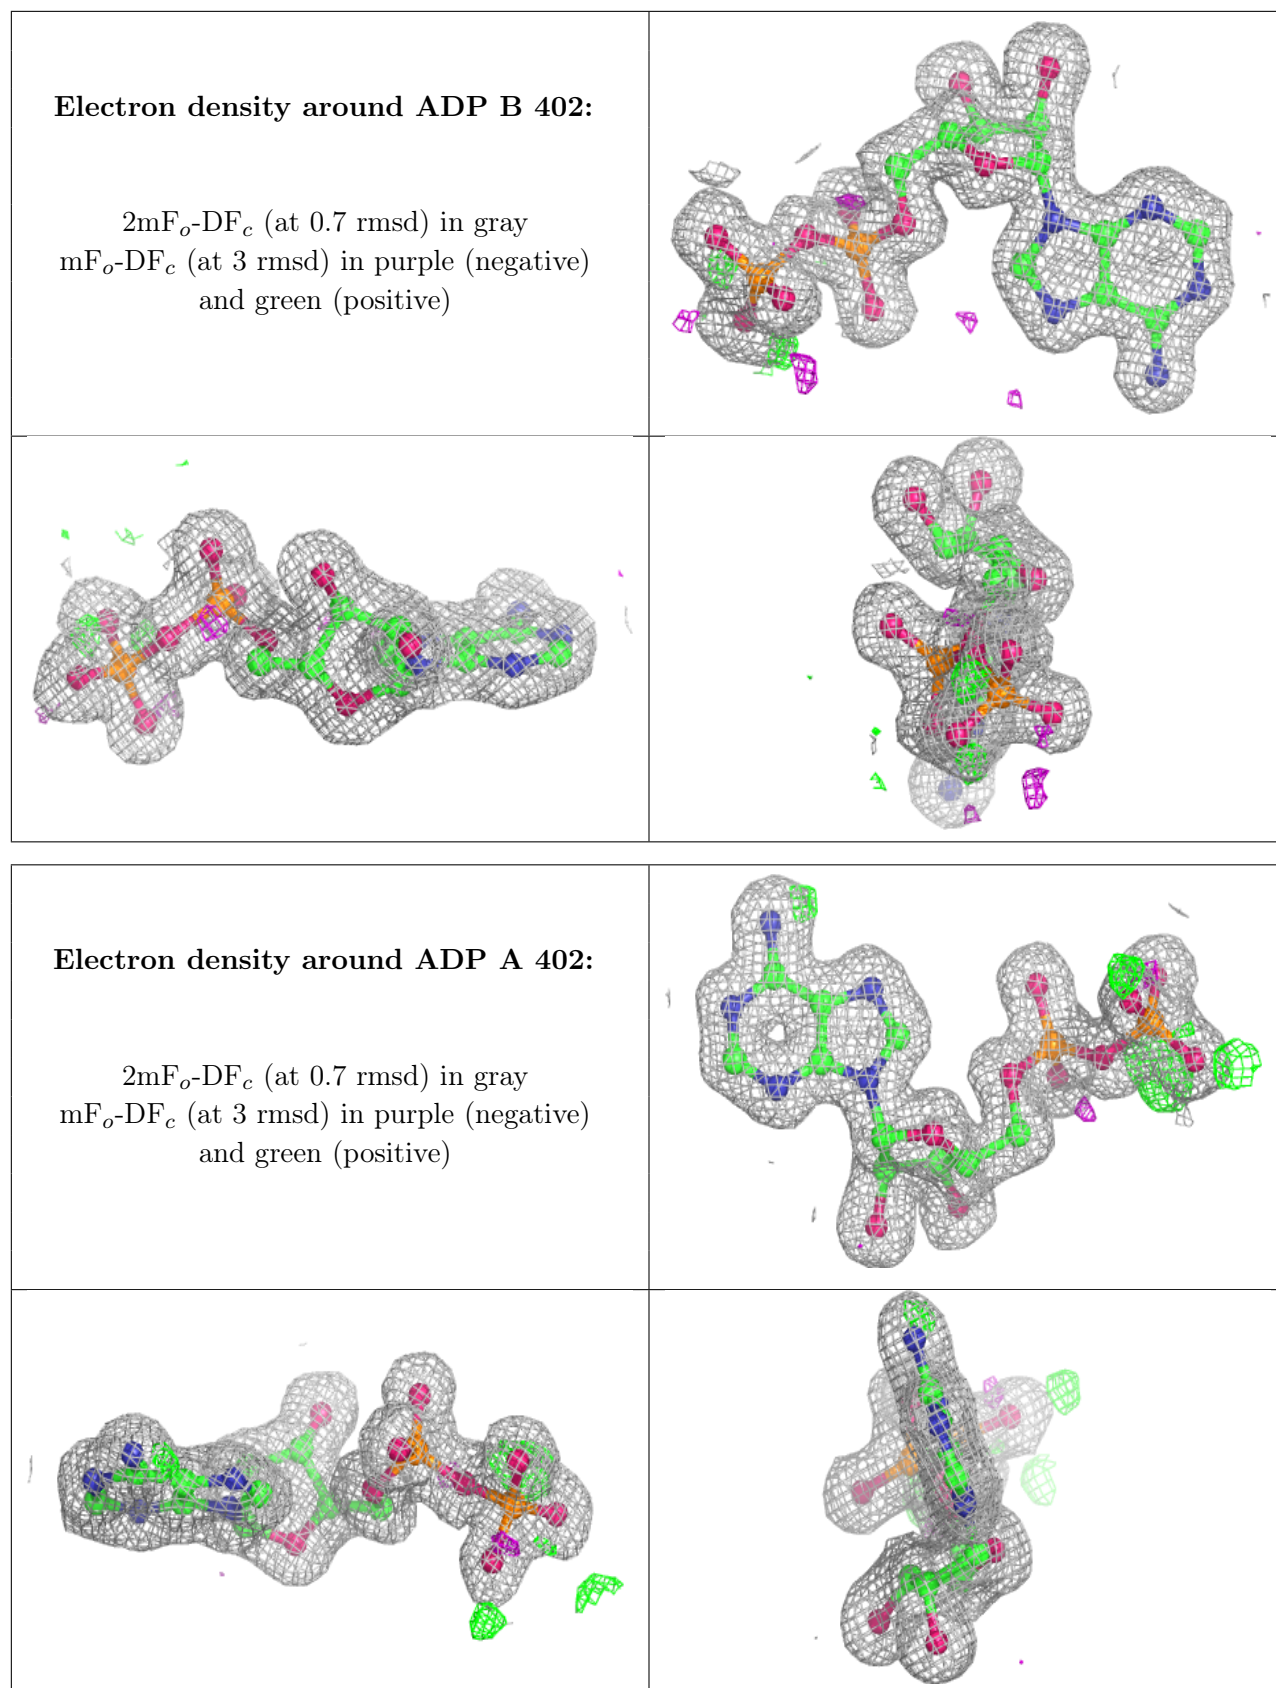 Electron density around ADP B 402:
2mFo-DFc (at 0.7 rmsd) in gray
mFo-DFc (at 3 rmsd) in purple (negative)
and green (positive)
Electron density around ADP A 402:
2mFo-DFc (at 0.7 rmsd) in gray
mFo-DFc (at 3 rmsd) in purple (negative)
and green (positive)